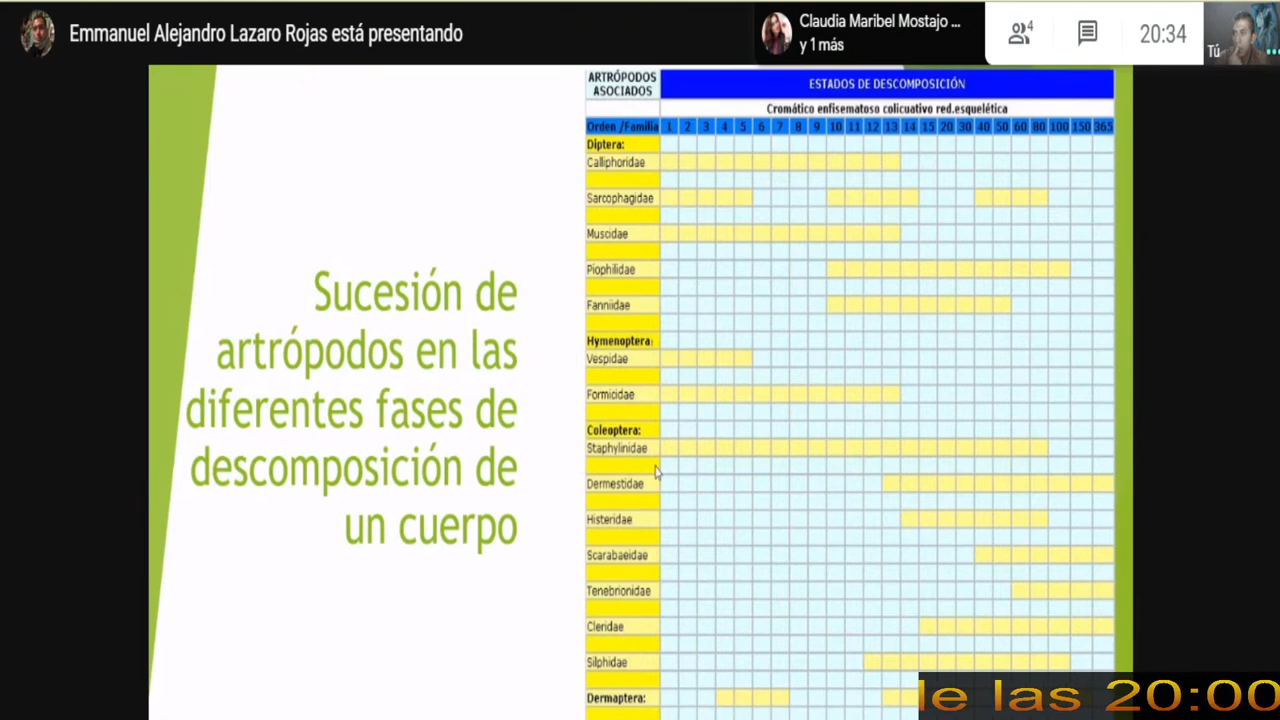 Emmanuel Alejandro Lazaro Rojas está presentando
Claudia Maribel Mostajo ...
y 1 más
4
20:34
Tú
Sucesión de
artrópodos en las
diferentes fases de
descomposición de
un cuerpo
ARTRÓPODOS ASOCIADOS
ESTADOS DE DESCOMPOSICIÓN
Cromático enfisematoso colicuativo red.esquelética
Orden /Familia 1 2 3 4 5 6 7 8 9 10 11 12 13 14 15 20 30 40 50 60 80 100 150 365
Diptera:
Calliphoridae
Sarcophagidae
Muscidae
Piophilidae
Fanniidae
Hymenoptera:
Vespidae
Formicidae
Coleoptera:
Staphylinidae
Dermestidae
Histeridae
Scarabaeidae
Tenebrionidae
Cleridae
Silphidae
Dermaptera:
le las 20:00